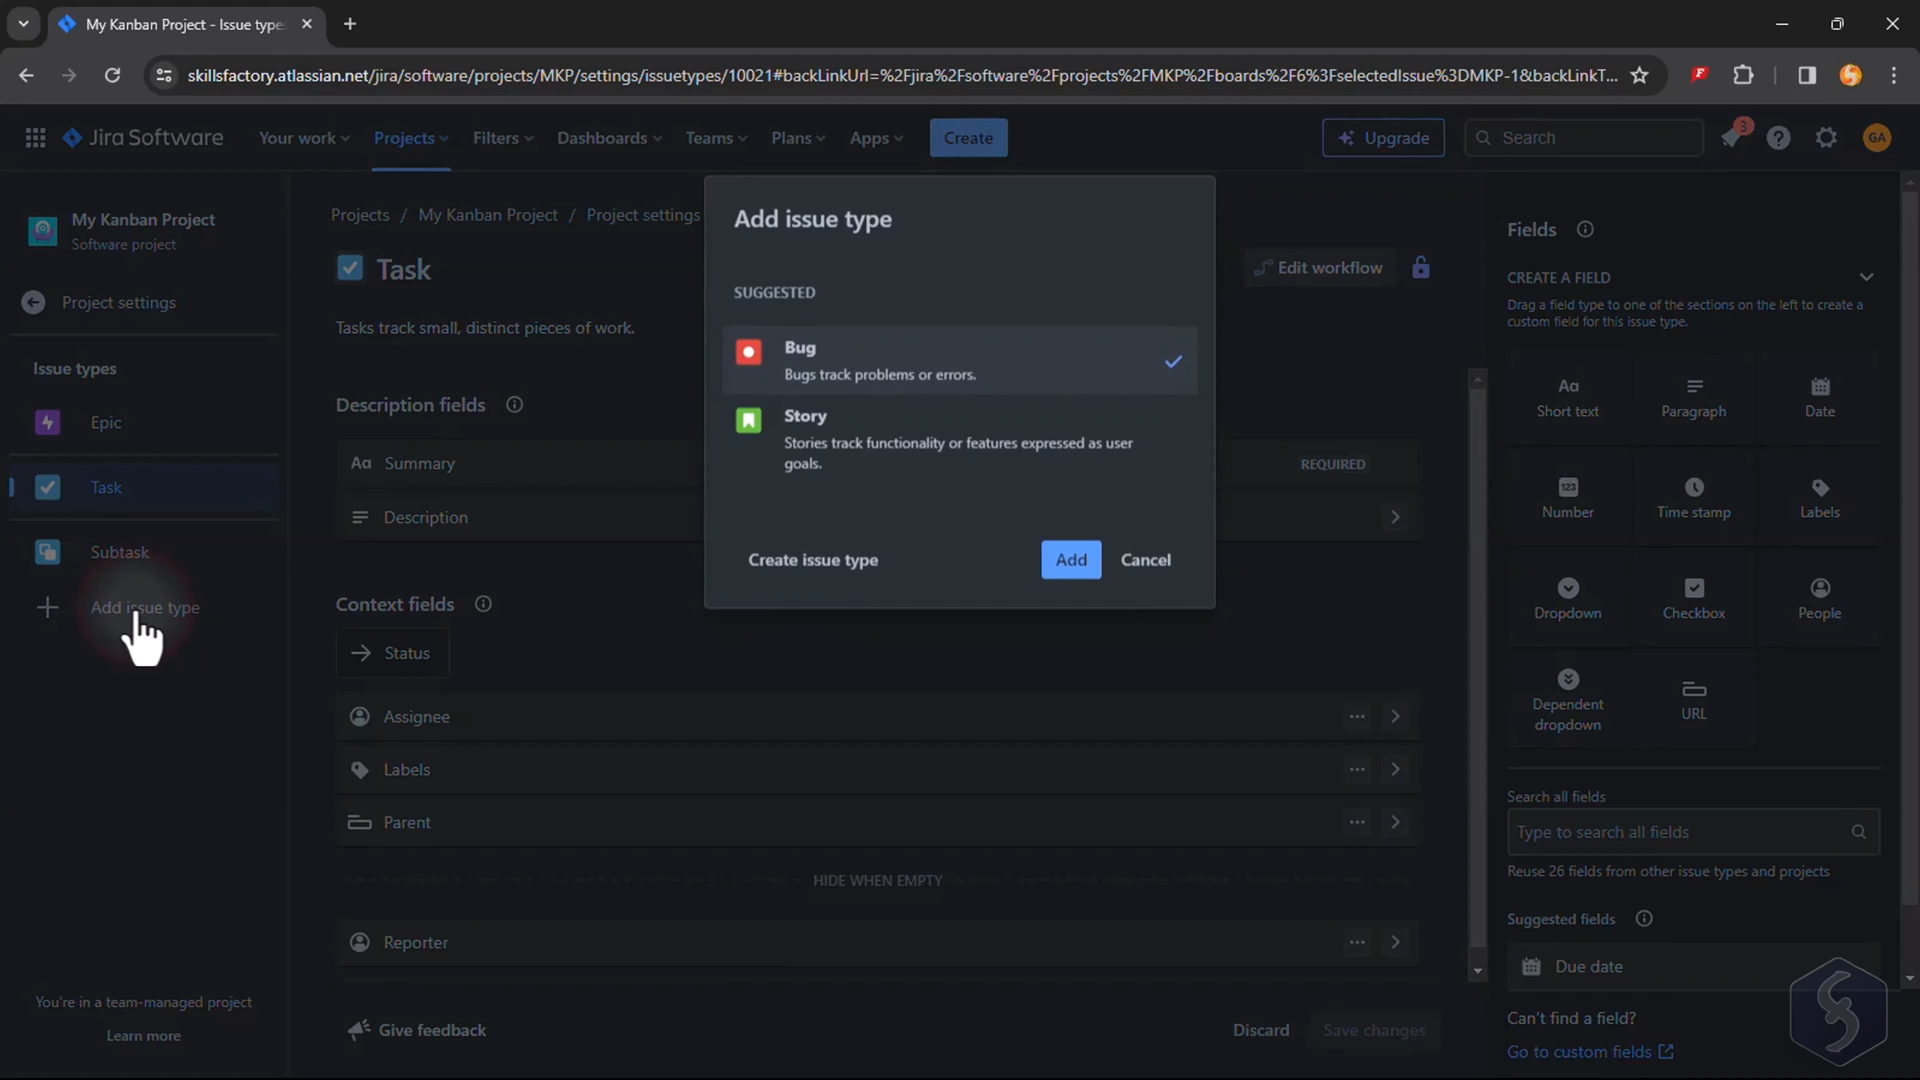 My Kanban Project - Issue type
skillsfactory.atlassian.net/jira/software/projects/MKP/settings/issuetypes/10021#backLinkUrl=%2Fjira%2Fsoftware%2Fprojects%2FMKP%2Fboards%2F6%3FselectedIssue%3DMKP-1&backLinkT...
Jira Software
Your work
Projects
Filters
Dashboards
Teams
Plans
Apps
Create
Upgrade
Search
3
GA
My Kanban Project
Software project
Project settings
Issue types
Epic
Task
Subtask
Add issue type
You're in a team-managed project
Learn more
Projects / My Kanban Project / Project settings
Task
Edit workflow
Tasks track small, distinct pieces of work.
Description fields
Aa Summary
REQUIRED
Description
Context fields
Status
Assignee
Labels
Parent
HIDE WHEN EMPTY
Reporter
Give feedback
Discard
Save changes
Add issue type
SUGGESTED
Bug
Bugs track problems or errors.
Story
Stories track functionality or features expressed as user
goals.
Create issue type
Add
Cancel
Fields
CREATE A FIELD
Drag a field type to one of the sections on the left to create a
custom field for this issue type.
Aa
Short text
Paragraph
Date
123
Number
Time stamp
Labels
Dropdown
Checkbox
People
Dependent
dropdown
URL
Search all fields
Type to search all fields
Reuse 26 fields from other issue types and projects
Suggested fields
Due date
Can't find a field?
Go to custom fields